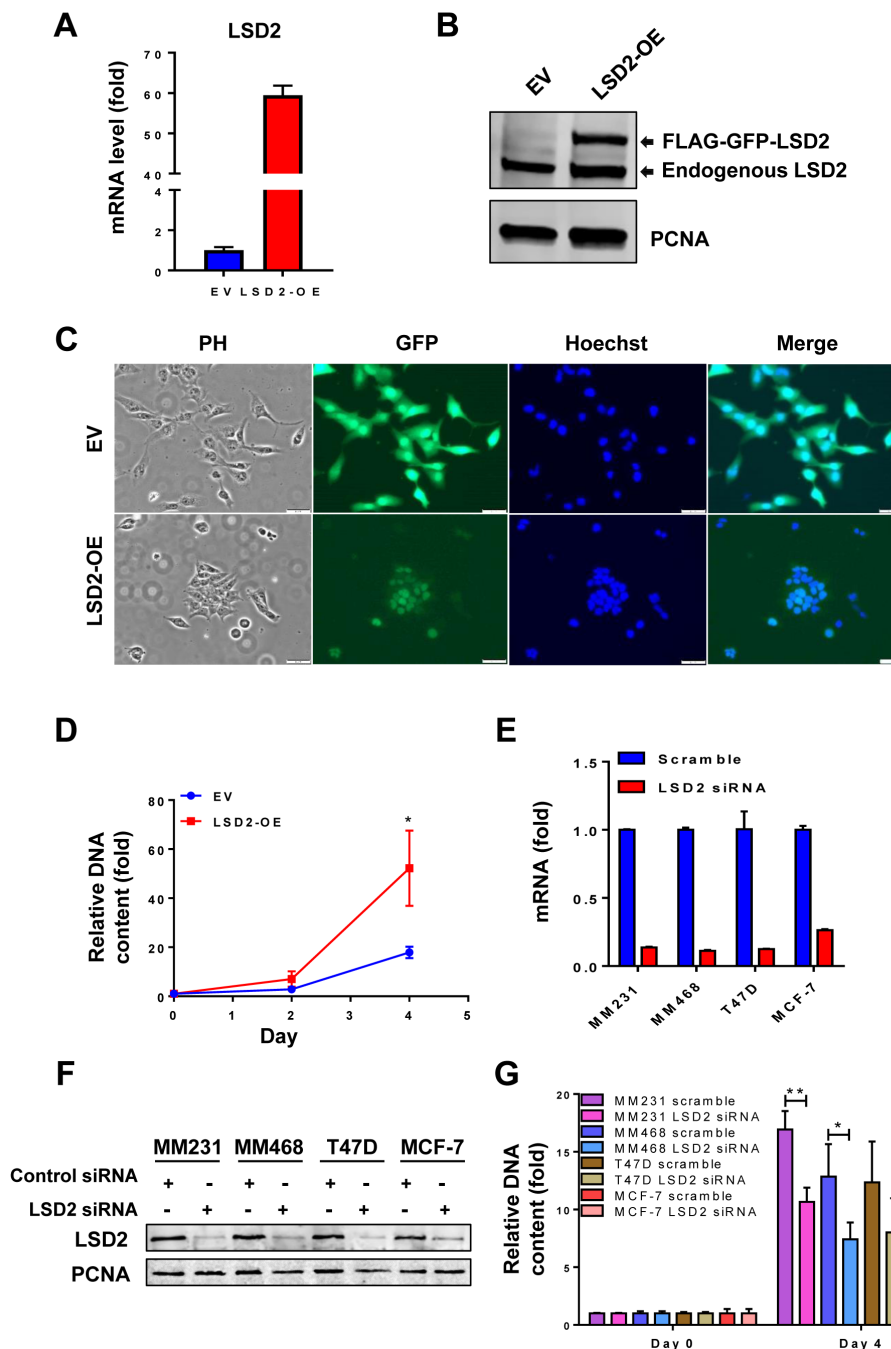 A
LSD2
mRNA level (fold)
70
60
50
40
4
2
0
EV LSD2-OE
B
EV
LSD2-OE
FLAG-GFP-LSD2
Endogenous LSD2
PCNA
C
PH
GFP
Hoechst
Merge
EV
LSD2-OE
D
EV
LSD2-OE
Relative DNA
content (fold)
80
60
40
20
0
*
0 1 2 3 4 5
Day
E
Scramble
LSD2 siRNA
mRNA (fold)
1.5
1.0
0.5
0.0
MM231
MM468
T47D
MCF-7
F
MM231 MM468 T47D MCF-7
Control siRNA + - + - + - + -
LSD2 siRNA - + - + - + - +
LSD2
PCNA
G
Relative DNA
content (fold)
20
15
10
5
0
MM231 scramble
MM231 LSD2 siRNA
MM468 scramble
MM468 LSD2 siRNA
T47D scramble
T47D LSD2 siRNA
MCF-7 scramble
MCF-7 LSD2 siRNA
**
*
Day 0
Day 4